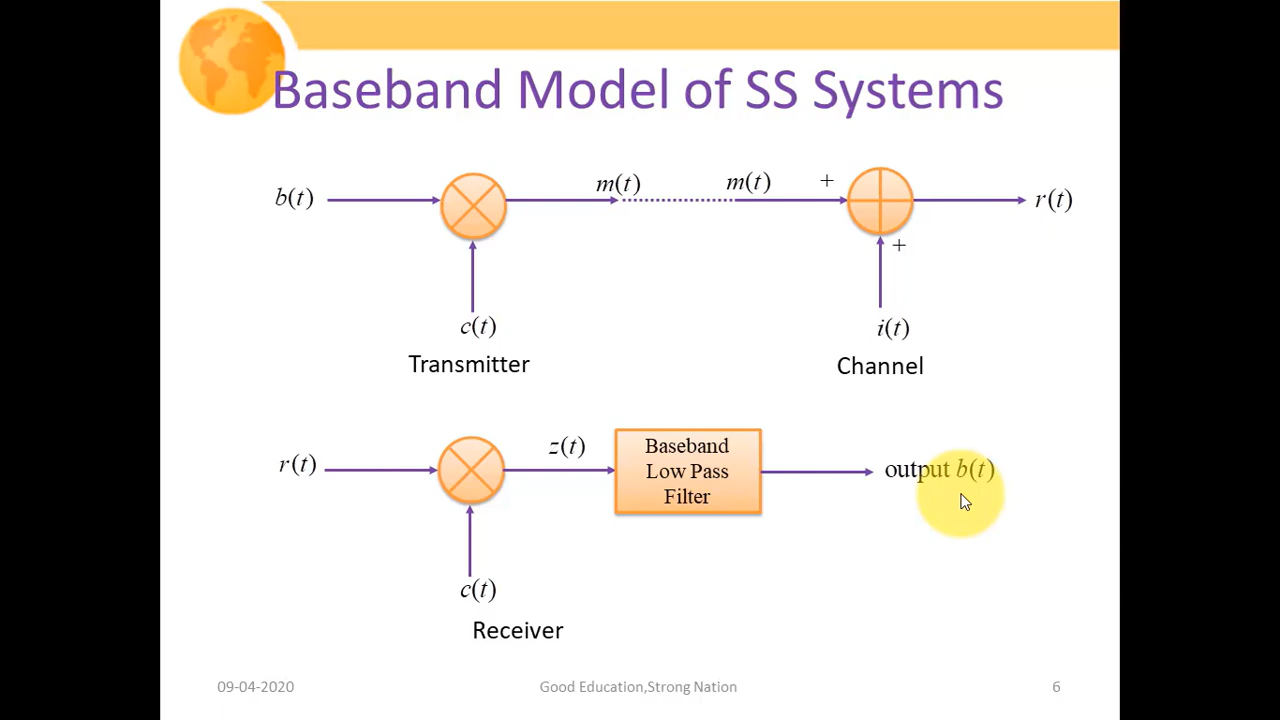 Baseband Model of SS Systems
b(t)
m(t)
m(t)
+
r(t)
+
c(t)
i(t)
Transmitter
Channel
r(t)
z(t)
Baseband
Low Pass
Filter
output b(t)
c(t)
Receiver
09-04-2020
Good Education,Strong Nation
6